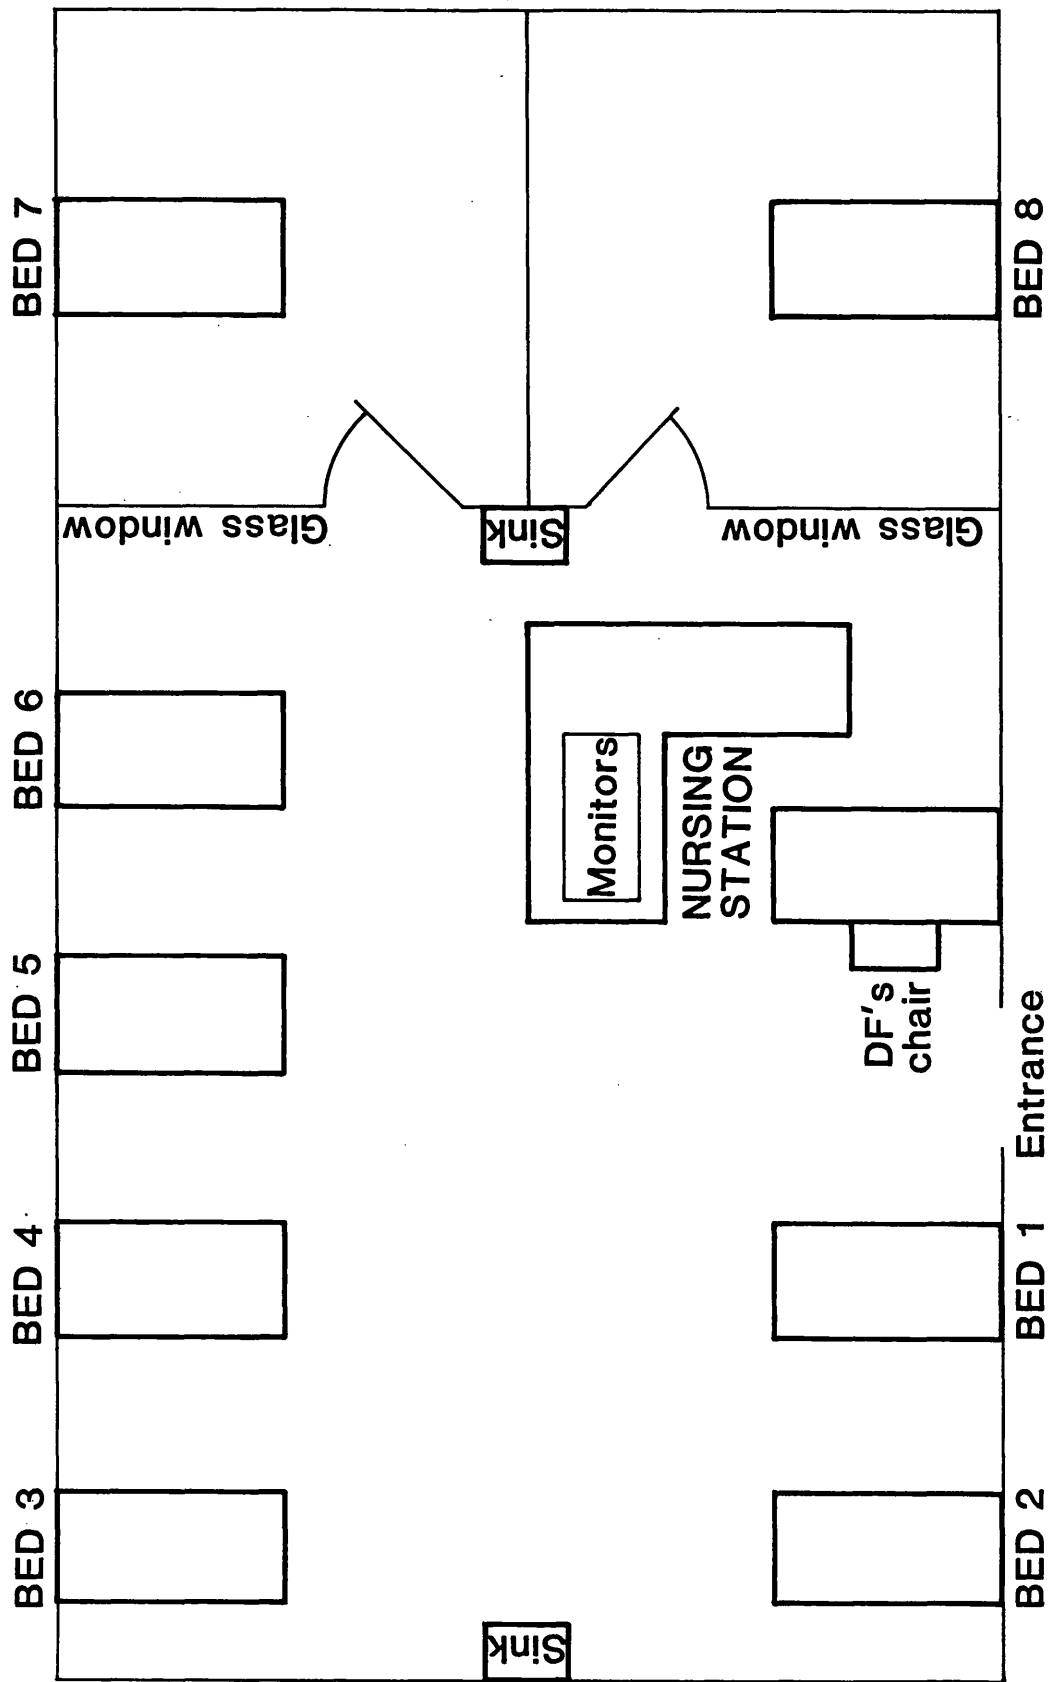 BED 3
BED 4
BED 5
BED 6
BED 7
Glass window
Sink
Sink
Glass window
Monitors
NURSING
STATION
DF's
chair
BED 2
BED 1
Entrance
BED 8